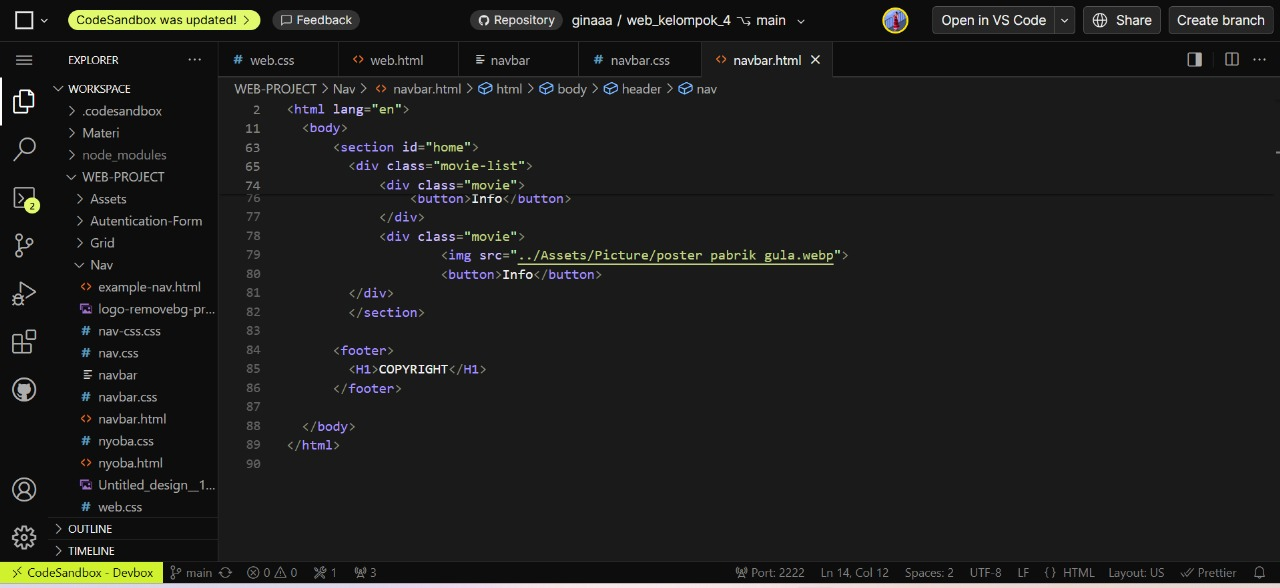 CodeSandbox was updated! >
Feedback
Repository
ginaaa / web_kelompok_4 main
Open in VS Code
Share
Create branch
EXPLORER
WORKSPACE
.codesandbox
Materi
node_modules
WEB-PROJECT
Assets
Autentication-Form
Grid
Nav
example-nav.html
logo-removebg-pr...
nav-css.css
nav.css
navbar
navbar.css
navbar.html
nyoba.css
nyoba.html
Untitled_design__1...
web.css
OUTLINE
TIMELINE
2
# web.css
<> web.html
navbar
# navbar.css
<> navbar.html
WEB-PROJECT > Nav > <> navbar.html > html > body > header > nav
2 <html lang="en">
11 <body>
63 <section id="home">
65 <div class="movie-list">
74 <div class="movie">
76 <button>Info</button>
77 </div>
78 <div class="movie">
79 <img src="../Assets/Picture/poster pabrik gula.webp">
80 <button>Info</button>
81 </div>
82 </section>
83
84 <footer>
85 <H1>COPYRIGHT</H1>
86 </footer>
87
88 </body>
89 </html>
90
CodeSandbox - Devbox main 0 0 1 3 Port: 2222 Ln 14, Col 12 Spaces: 2 UTF-8 LF {} HTML Layout: US Prettier